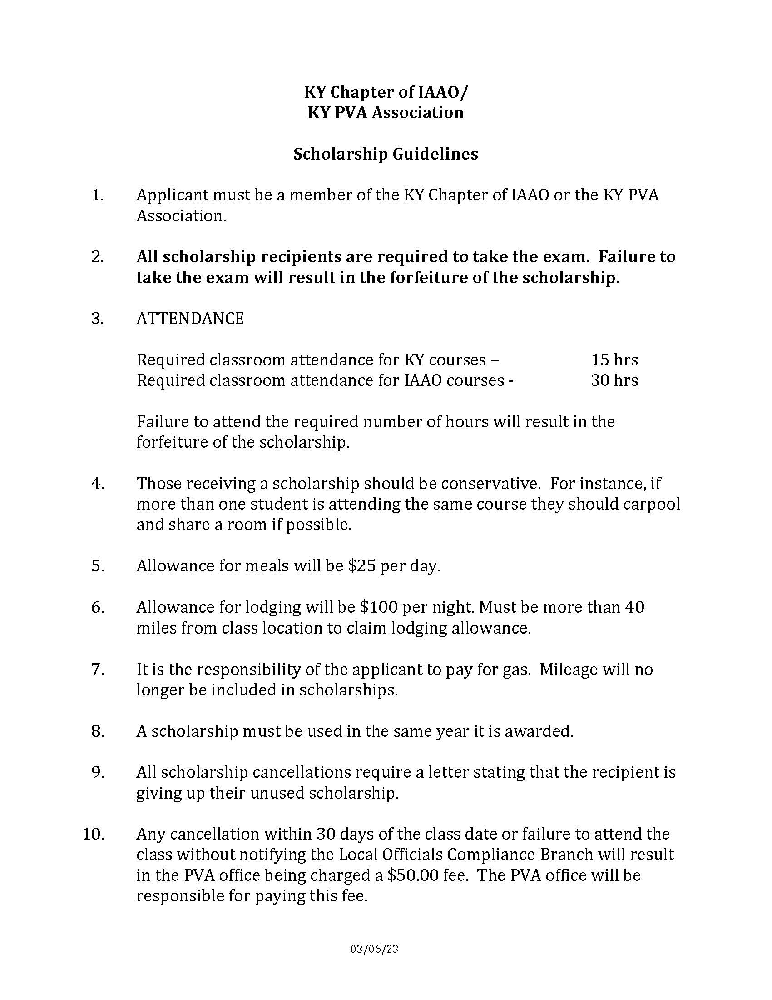 KY Chapter of IAAO/
KY PVA Association
Scholarship Guidelines
1. Applicant must be a member of the KY Chapter of IAAO or the KY PVA
Association.
2. All scholarship recipients are required to take the exam. Failure to
take the exam will result in the forfeiture of the scholarship.
3. ATTENDANCE
Required classroom attendance for KY courses – 15 hrs
Required classroom attendance for IAAO courses - 30 hrs
Failure to attend the required number of hours will result in the
forfeiture of the scholarship.
4. Those receiving a scholarship should be conservative. For instance, if
more than one student is attending the same course they should carpool
and share a room if possible.
5. Allowance for meals will be $25 per day.
6. Allowance for lodging will be $100 per night. Must be more than 40
miles from class location to claim lodging allowance.
7. It is the responsibility of the applicant to pay for gas. Mileage will no
longer be included in scholarships.
8. A scholarship must be used in the same year it is awarded.
9. All scholarship cancellations require a letter stating that the recipient is
giving up their unused scholarship.
10. Any cancellation within 30 days of the class date or failure to attend the
class without notifying the Local Officials Compliance Branch will result
in the PVA office being charged a $50.00 fee. The PVA office will be
responsible for paying this fee.
03/06/23